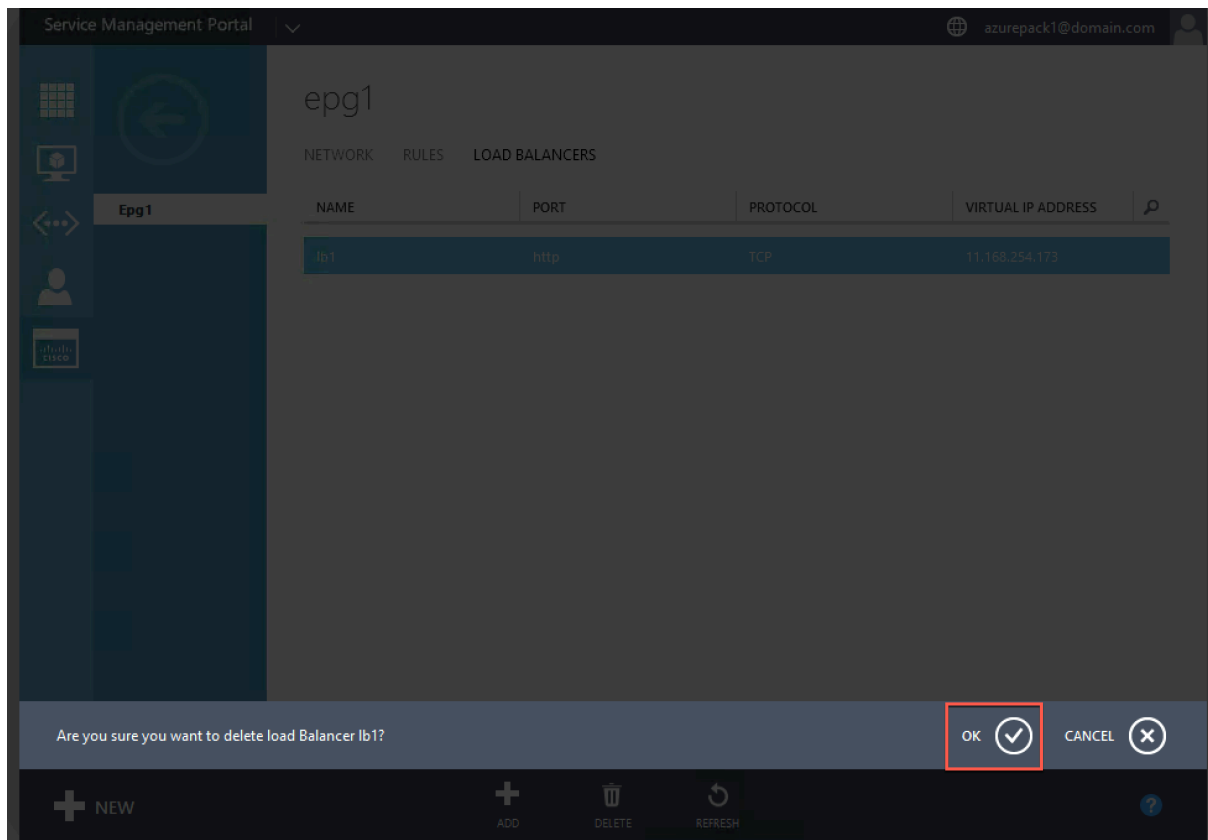 Service Management Portal azurepack1@domain.com
epg1
NETWORK RULES LOAD BALANCERS
Epg1
NAME PORT PROTOCOL VIRTUAL IP ADDRESS
lb1 http TCP 11.168.254.173
cisco
Are you sure you want to delete load Balancer lb1? OK CANCEL
NEW
ADD DELETE REFRESH
?